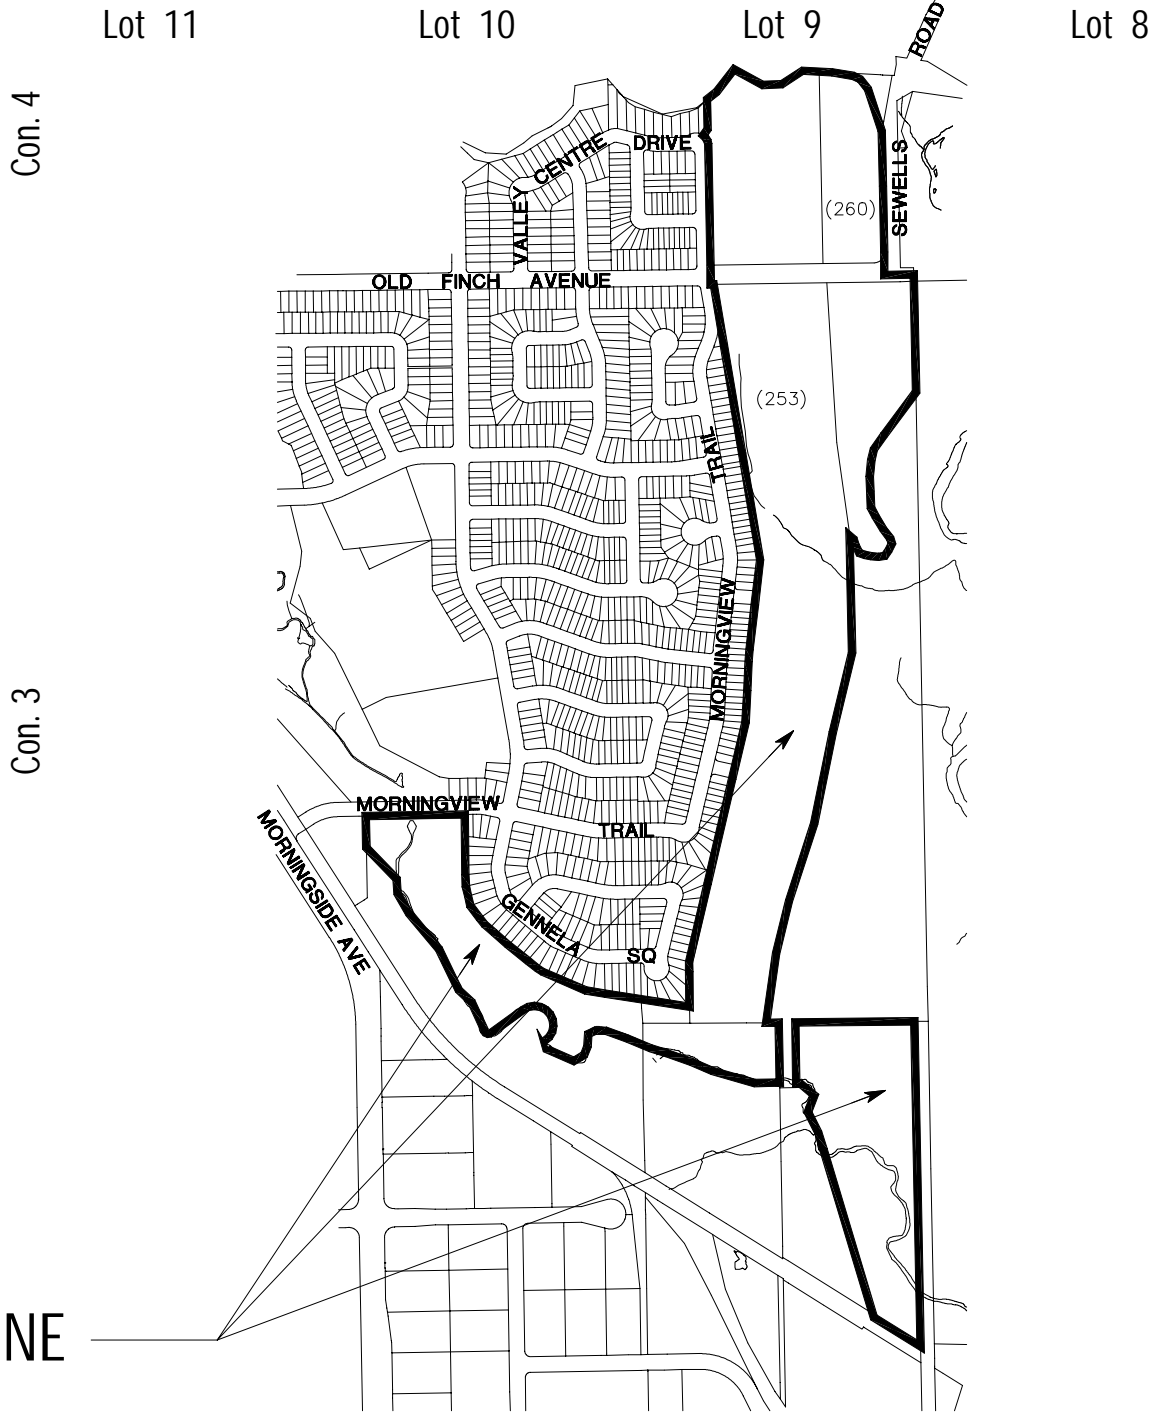 Lot 11 Lot 10 Lot 9 Lot 8
ROAD
Con. 4
VALLEY CENTRE DRIVE
SEWELLS
(260)
OLD FINCH AVENUE
(253)
TRAIL
MORNINGVIEW
Con. 3
MORNINGVIEW
TRAIL
MORNINGSIDE AVE
GENNELA SQ
NE